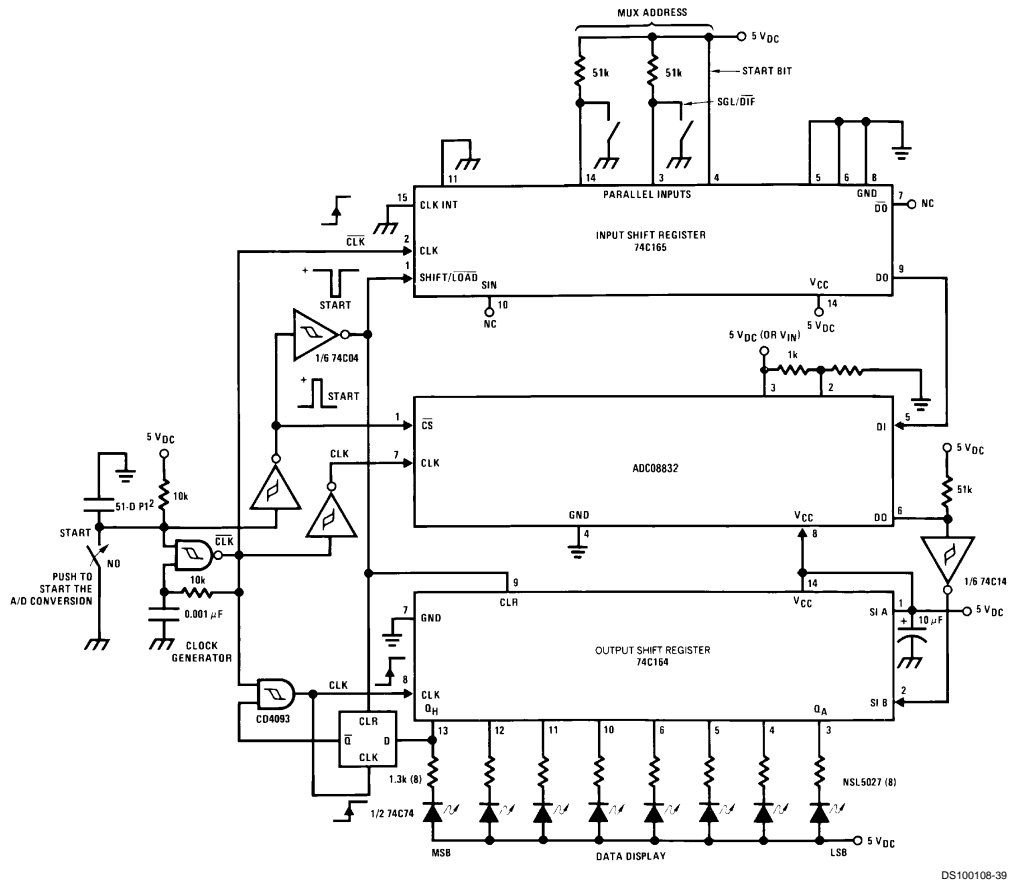 MUX ADDRESS
5 VDC
51k
51k
START BIT
SGL/DIF
11
14
3
4
5
6
8
15
CLK INT
PARALLEL INPUTS
GND
7
DO
NC
CLK
2
CLK
INPUT SHIFT REGISTER
74C165
1
SHIFT/LOAD
DO
9
SIN
VCC
10
NC
14
5 VDC
+
START
1/6 74C04
+
START
5 VDC (OR VIN)
1k
3
2
1
CS
DI
5
CLK
7
CLK
ADC08832
5 VDC
51k
GND
4
VCC
8
DO
6
1/6 74C14
5 VDC
10k
51-D P1²
START
CLK
NO
PUSH TO
START THE
A/D CONVERSION
10k
0.001 μF
CLOCK
GENERATOR
9
CLR
14
VCC
7
GND
SI A
1
+
10 μF
5 VDC
OUTPUT SHIFT REGISTER
74C164
CLK
8
CLK
SI B
2
CD4093
QH
QA
CLR
Q
D
CLK
13
12
11
10
6
5
4
3
1.3k (8)
NSL5027 (8)
1/2 74C74
MSB
DATA DISPLAY
LSB
5 VDC
DS100108-39